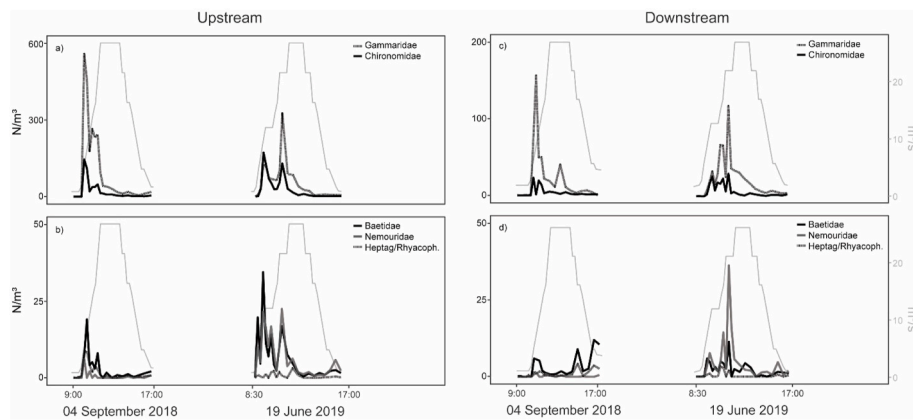 Upstream
Downstream
a)
Gammaridae
Chironomidae
600
300
0
N/m³
c)
Gammaridae
Chironomidae
200
100
0
20
10
0
m³/s
b)
Baetidae
Nemouridae
Heptag/Rhyacoph.
50
25
0
N/m³
d)
Baetidae
Nemouridae
Heptag/Rhyacoph.
50
25
0
20
10
0
m³/s
9:00
17:00
8:30
17:00
9:00
17:00
8:30
17:00
04 September 2018
19 June 2019
04 September 2018
19 June 2019